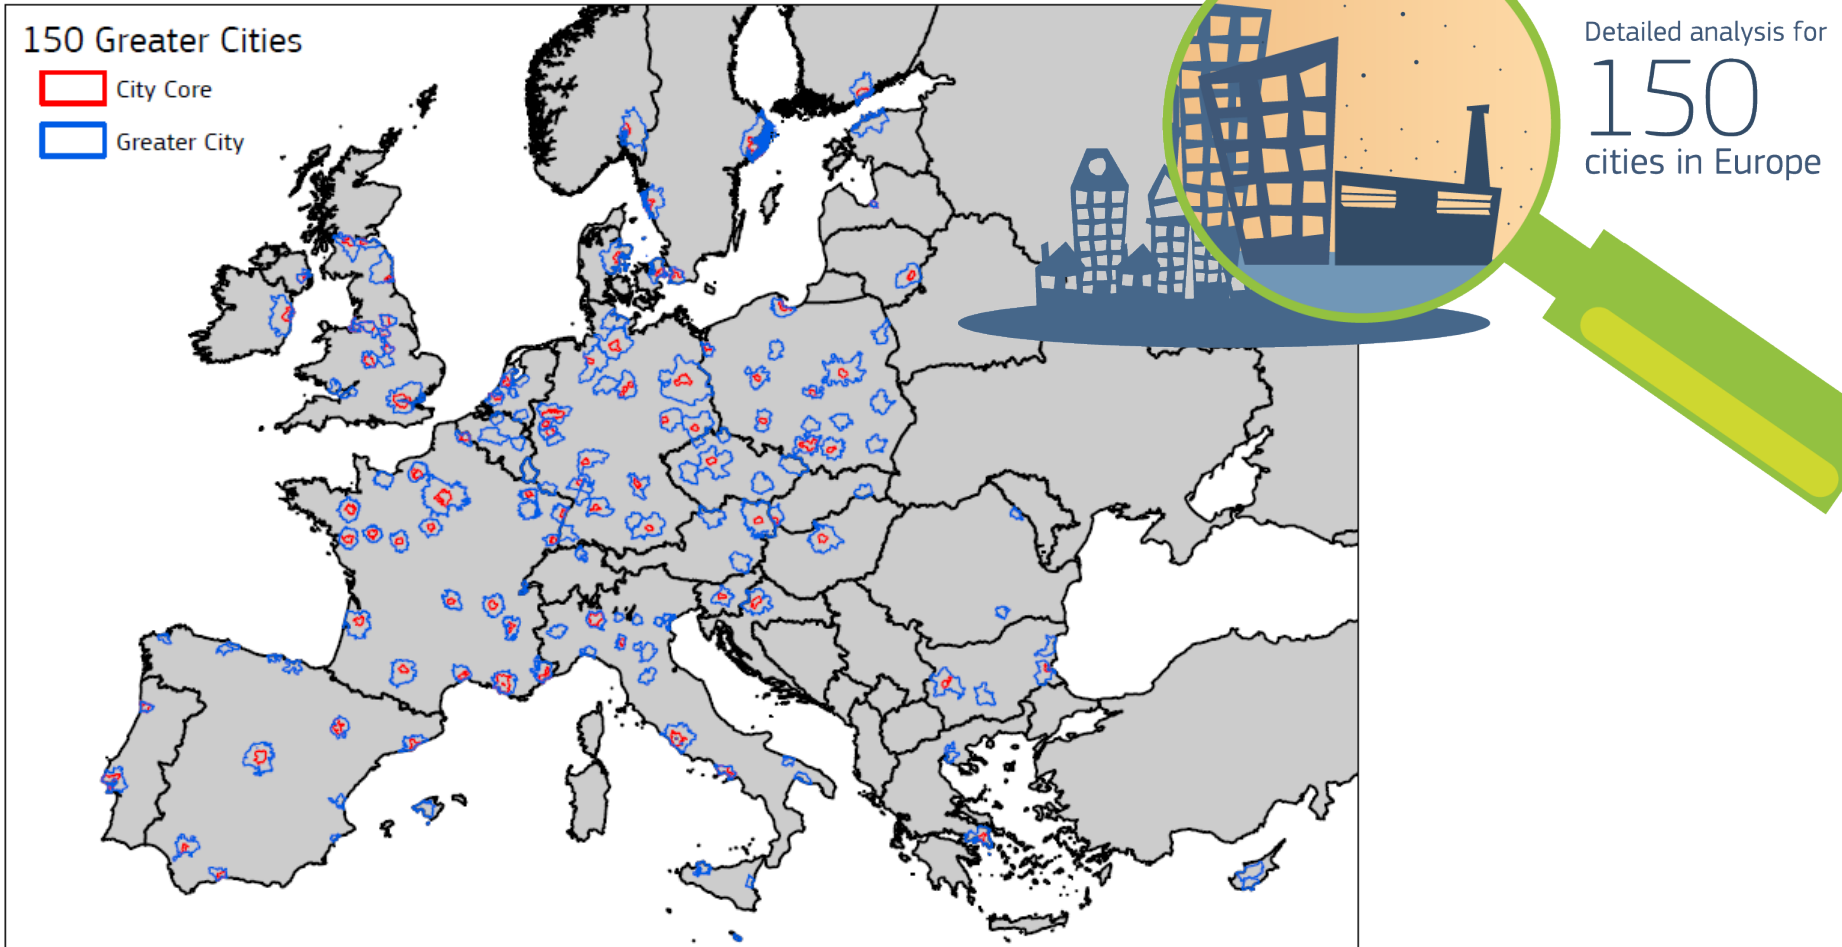 150 Greater Cities
City Core
Greater City
Detailed analysis for
150
cities in Europe